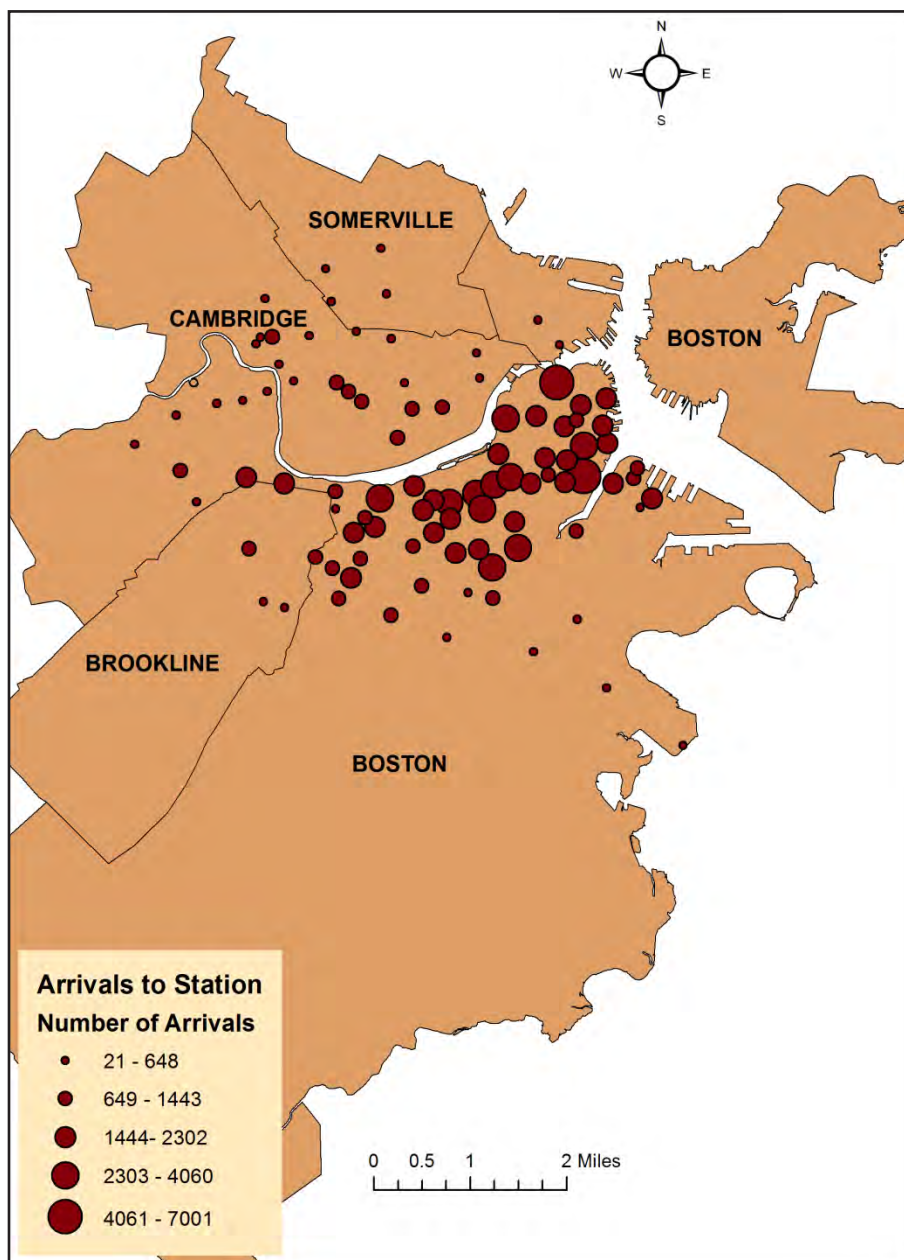 N
W E
S
SOMERVILLE
CAMBRIDGE
BOSTON
BROOKLINE
BOSTON
Arrivals to Station
Number of Arrivals
21 - 648
649 - 1443
1444- 2302
2303 - 4060
4061 - 7001
0 0.5 1 2 Miles